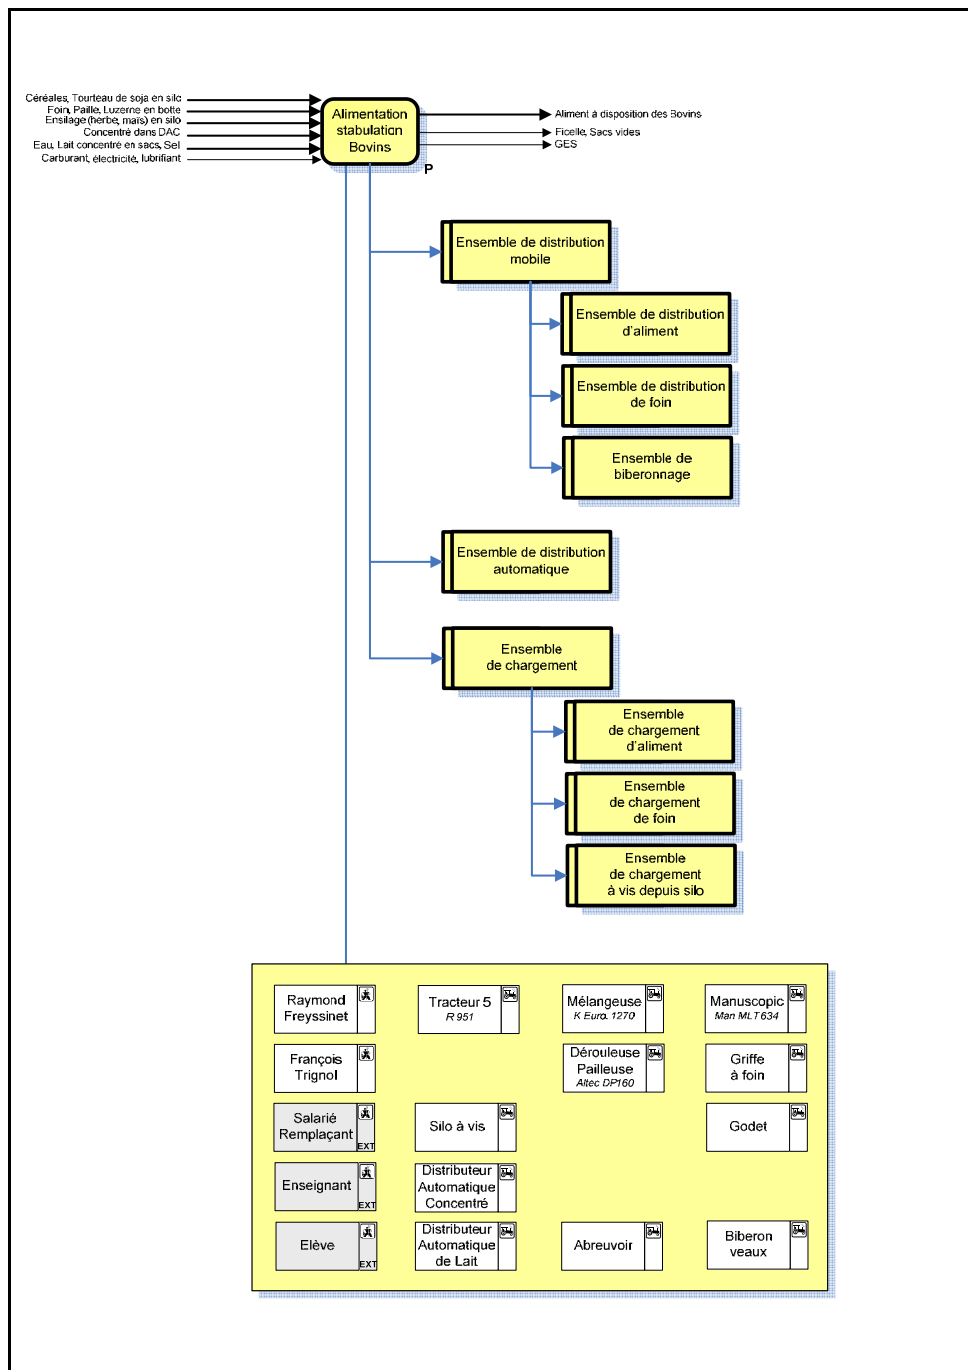 Céréales, Tourteau de soja en silo
Foin, Paille, Luzerne en botte
Ensilage (herbe, maïs) en silo
Concentré dans DAC
Eau, Lait concentré en sacs, Sel
Carburant, électricité, lubrifiant
Alimentation
stabulation
Bovins
P
Aliment à disposition des Bovins
Ficelle, Sacs vides
GES
Ensemble de distribution
mobile
Ensemble de distribution
d'aliment
Ensemble de distribution
de foin
Ensemble de
biberonnage
Ensemble de distribution
automatique
Ensemble
de chargement
Ensemble
de chargement
d'aliment
Ensemble
de chargement
de foin
Ensemble
de chargement
à vis depuis silo
Raymond
Freyssinet
Tracteur 5
R 951
Mélangeuse
K Euro. 1270
Manuscopic
Man MLT 634
François
Trignol
Dérouleuse
Pailleuse
Altec DP160
Griffe
à foin
Salarié
Remplaçant
EXT
Silo à vis
Godet
Enseignant
EXT
Distributeur
Automatique
Concentré
Elève
EXT
Distributeur
Automatique
de Lait
Abreuvoir
Biberon
veaux